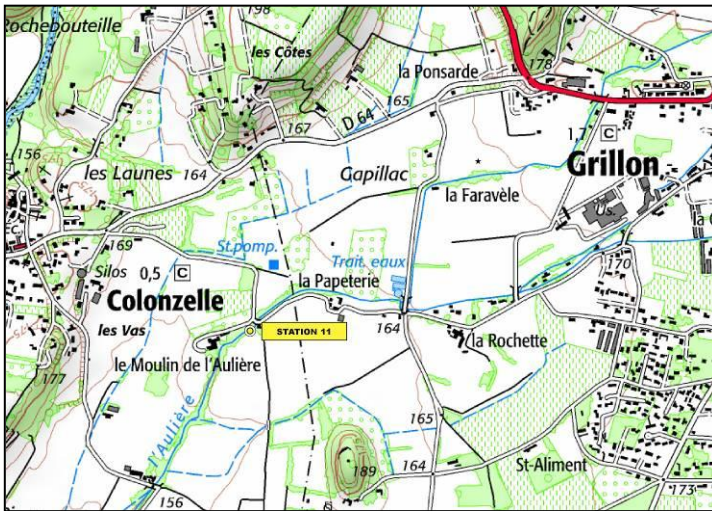 Rochebouteille
198
les Côtes
la Ponsarde
178
165
D 64
167
1,7 C
156
164
les Launes
Capillac
Grillon
la Faravèle
Us.
169
St.pomp.
Trait. eaux
170
Silos
0,5 C
la Papeterie
Colonzelle
les Vas
STATION 11
164
la Rochette
le Moulin de l'Aulière
177
l'Aulière
165
189
164
St-Aliment
156
173